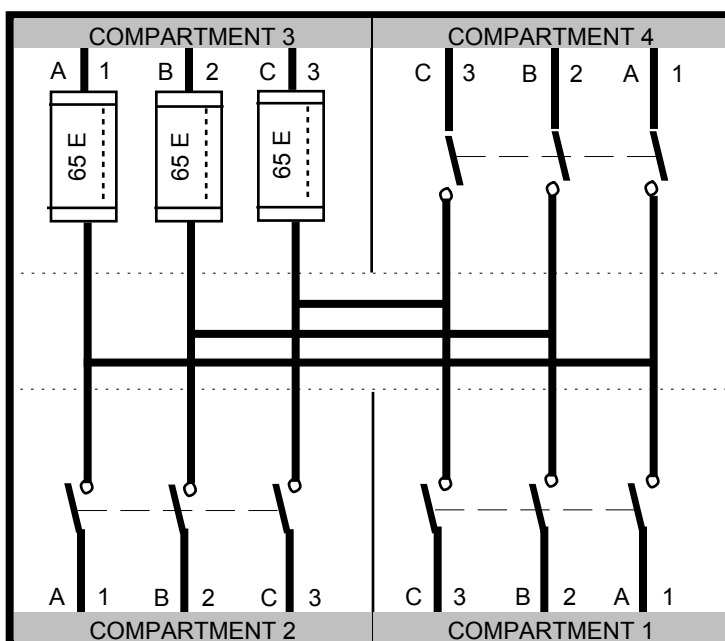 COMPARTMENT 3
COMPARTMENT 4
A 1 B 2 C 3
C 3 B 2 A 1
65 E
65 E
65 E
A 1 B 2 C 3
C 3 B 2 A 1
COMPARTMENT 2
COMPARTMENT 1